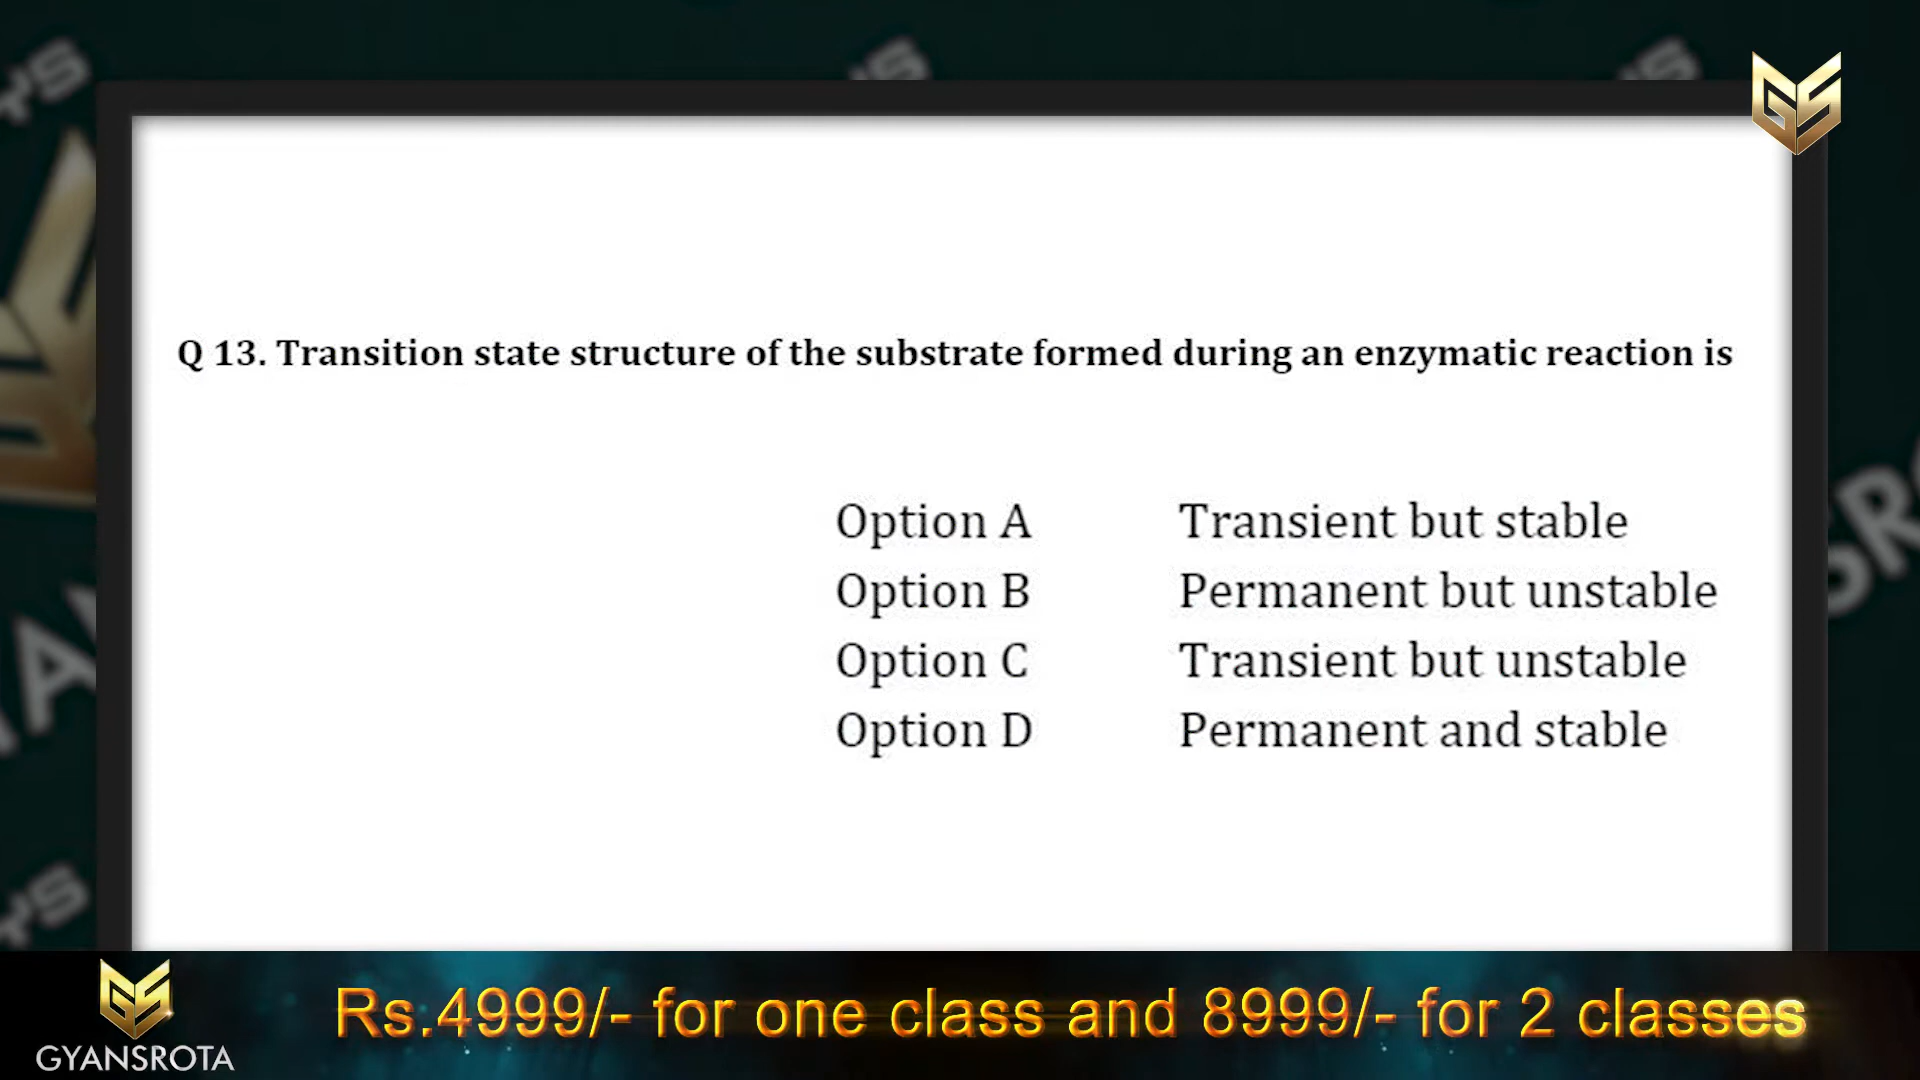 Q 13. Transition state structure of the substrate formed during an enzymatic reaction is
Option A Transient but stable
Option B Permanent but unstable
Option C Transient but unstable
Option D Permanent and stable
GS
GYANSROTA
Rs.4999/- for one class and 8999/- for 2 classes